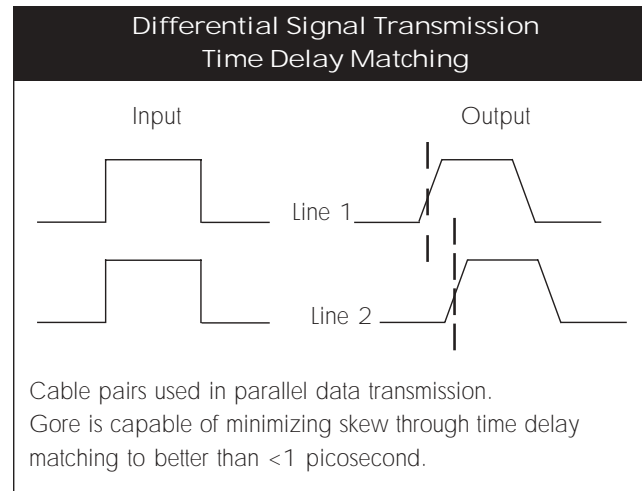 Differential Signal Transmission
Time Delay Matching
Input
Output
Line 1
Line 2
Cable pairs used in parallel data transmission.
Gore is capable of minimizing skew through time delay
matching to better than <1 picosecond.